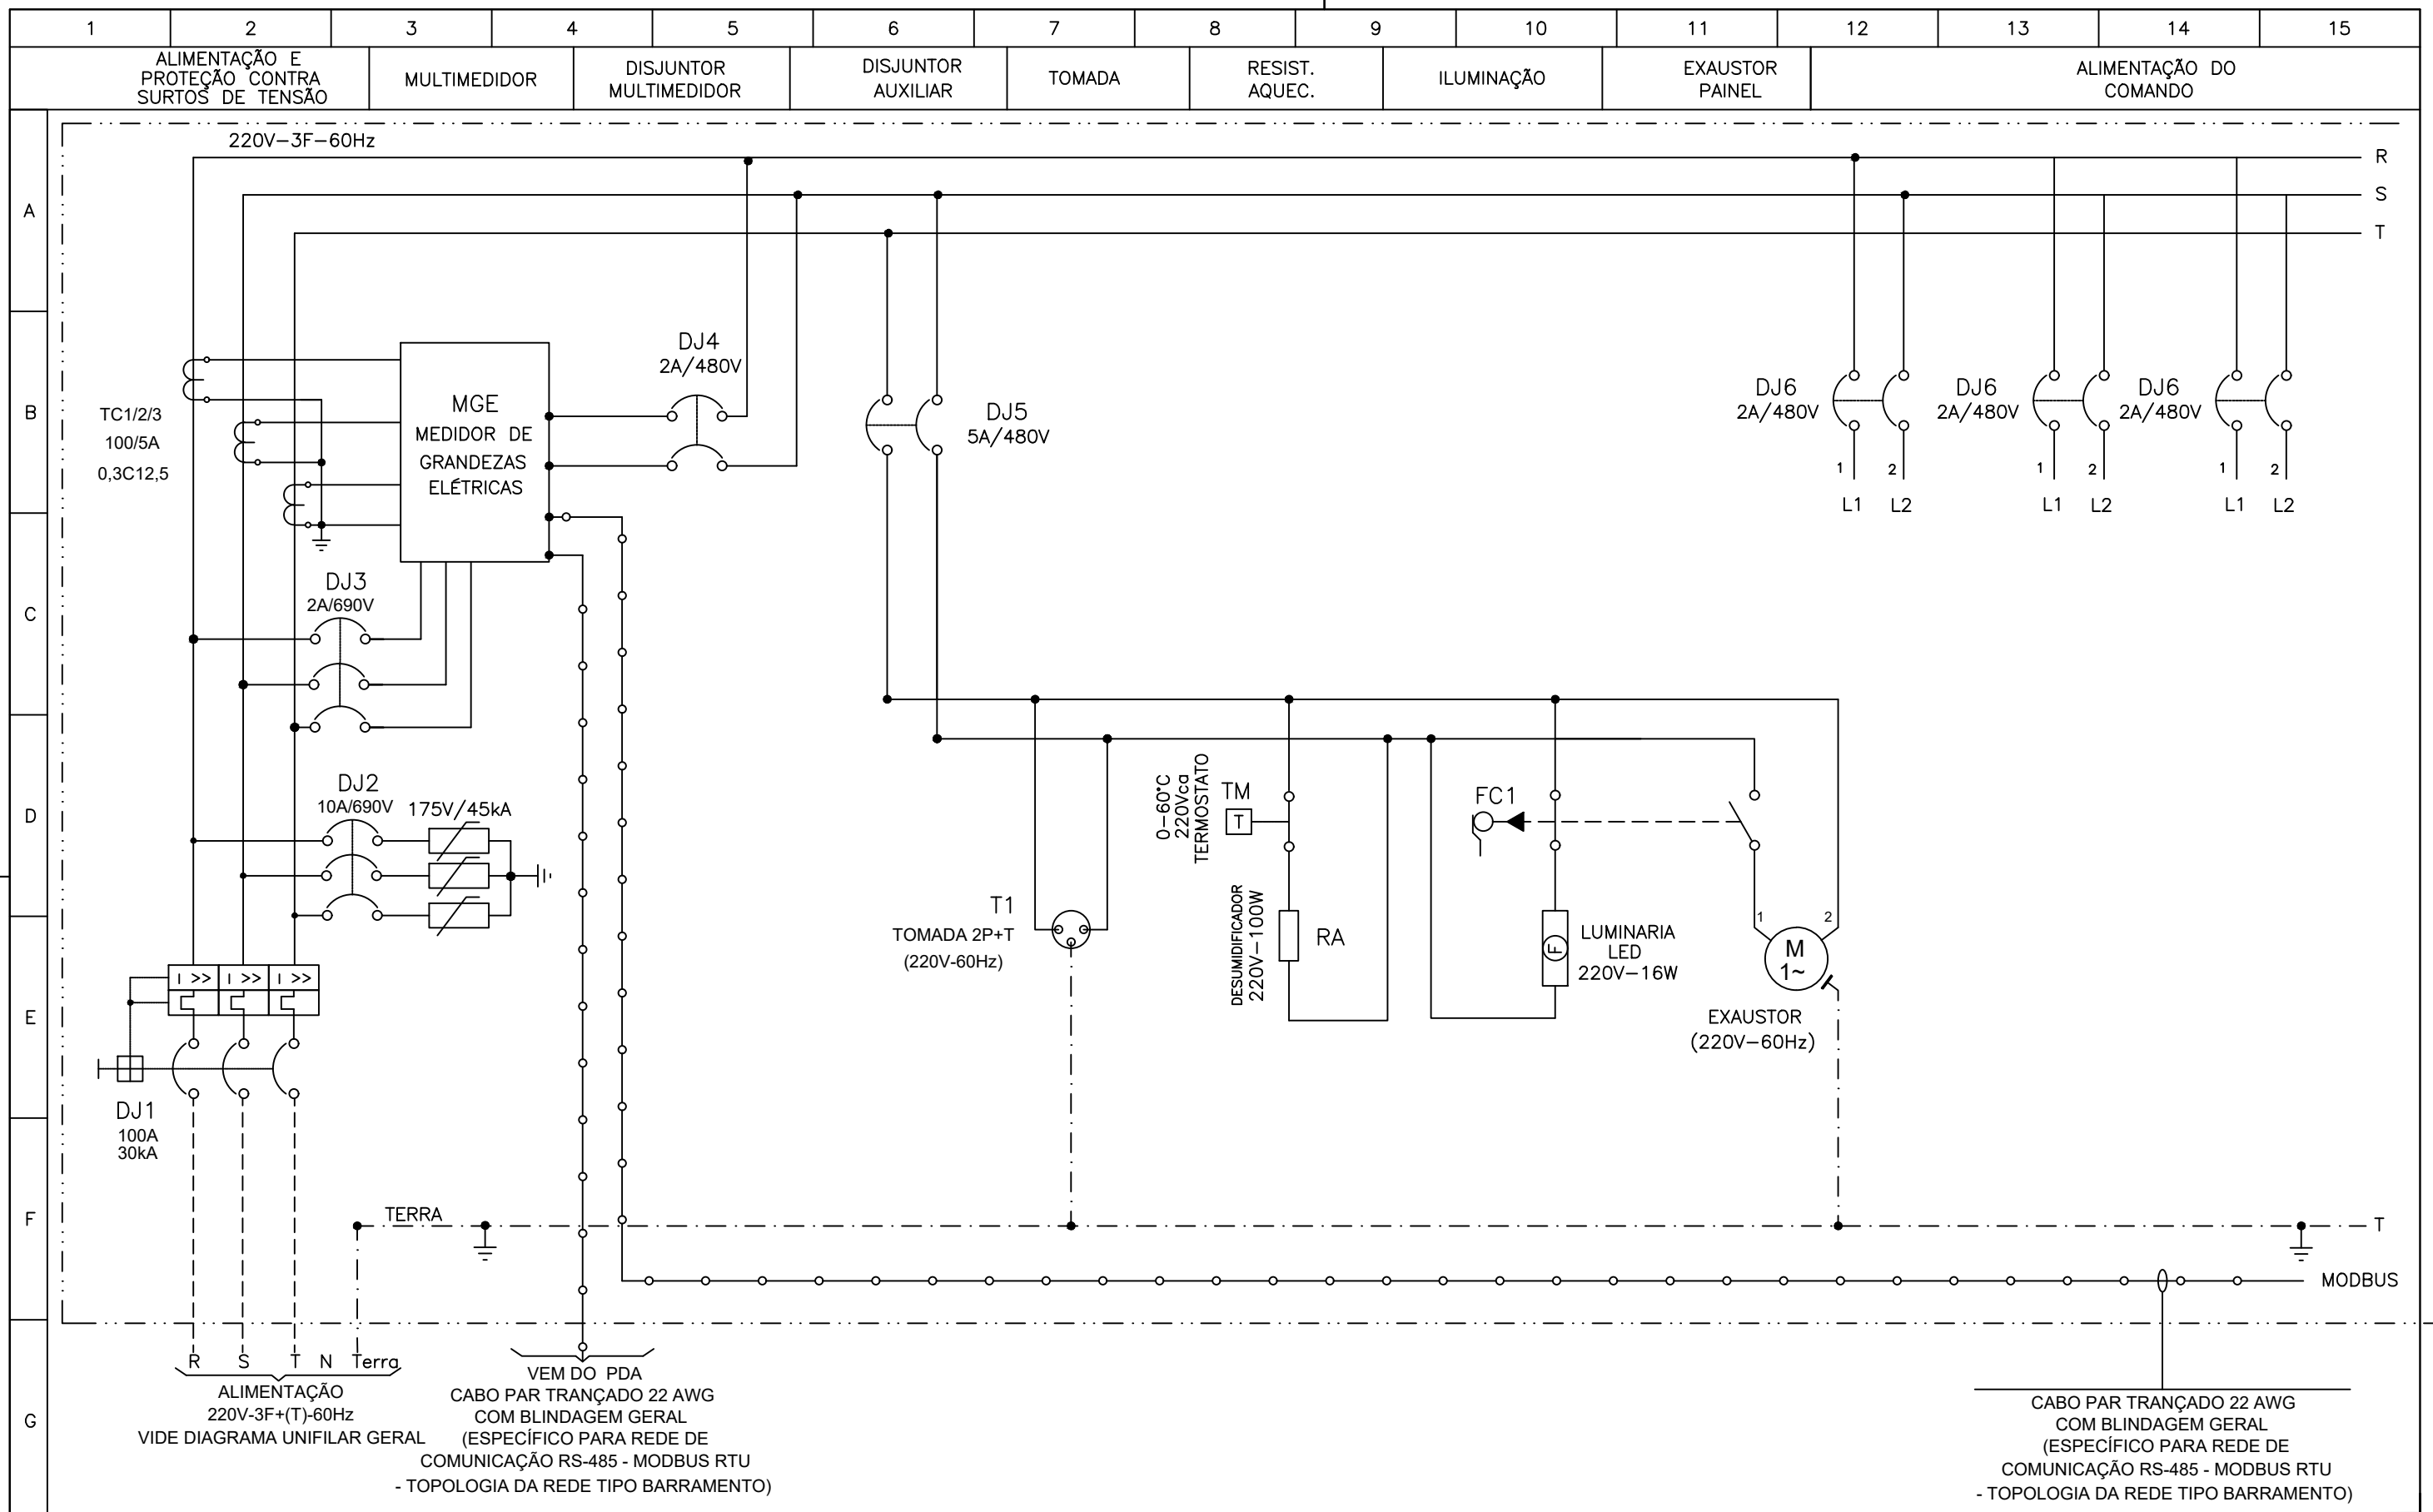 1 2 3 4 5 6 7 8 9 10 11 12 13 14 15
ALIMENTAÇÃO E
PROTEÇÃO CONTRA
SURTOS DE TENSÃO
MULTIMEDIDOR
DISJUNTOR
MULTIMEDIDOR
DISJUNTOR
AUXILIAR
TOMADA
RESIST.
AQUEC.
ILUMINAÇÃO
EXAUSTOR
PAINEL
ALIMENTAÇÃO DO
COMANDO
A
B
C
D
E
F
G
220V-3F-60Hz
R
S
T
TC1/2/3
100/5A
0,3C12,5
MGE
MEDIDOR DE
GRANDEZAS
ELÉTRICAS
DJ4
2A/480V
DJ5
5A/480V
DJ6
2A/480V
1 2
L1 L2
DJ6
2A/480V
1 2
L1 L2
DJ6
2A/480V
1 2
L1 L2
DJ3
2A/690V
DJ2
10A/690V
175V/45kA
I >> I >> I >>
DJ1
100A
30kA
T1
TOMADA 2P+T
(220V-60Hz)
0-60°C
220Vca
TERMOSTATO
TM
T
DESUMIDIFICADOR
220V-100W
RA
FC1
F
LUMINARIA
LED
220V-16W
1 2
M
1~
EXAUSTOR
(220V-60Hz)
TERRA
T
MODBUS
R S T N Terra
ALIMENTAÇÃO
220V-3F+(T)-60Hz
VIDE DIAGRAMA UNIFILAR GERAL
VEM DO PDA
CABO PAR TRANÇADO 22 AWG
COM BLINDAGEM GERAL
(ESPECÍFICO PARA REDE DE
COMUNICAÇÃO RS-485 - MODBUS RTU
- TOPOLOGIA DA REDE TIPO BARRAMENTO)
CABO PAR TRANÇADO 22 AWG
COM BLINDAGEM GERAL
(ESPECÍFICO PARA REDE DE
COMUNICAÇÃO RS-485 - MODBUS RTU
- TOPOLOGIA DA REDE TIPO BARRAMENTO)